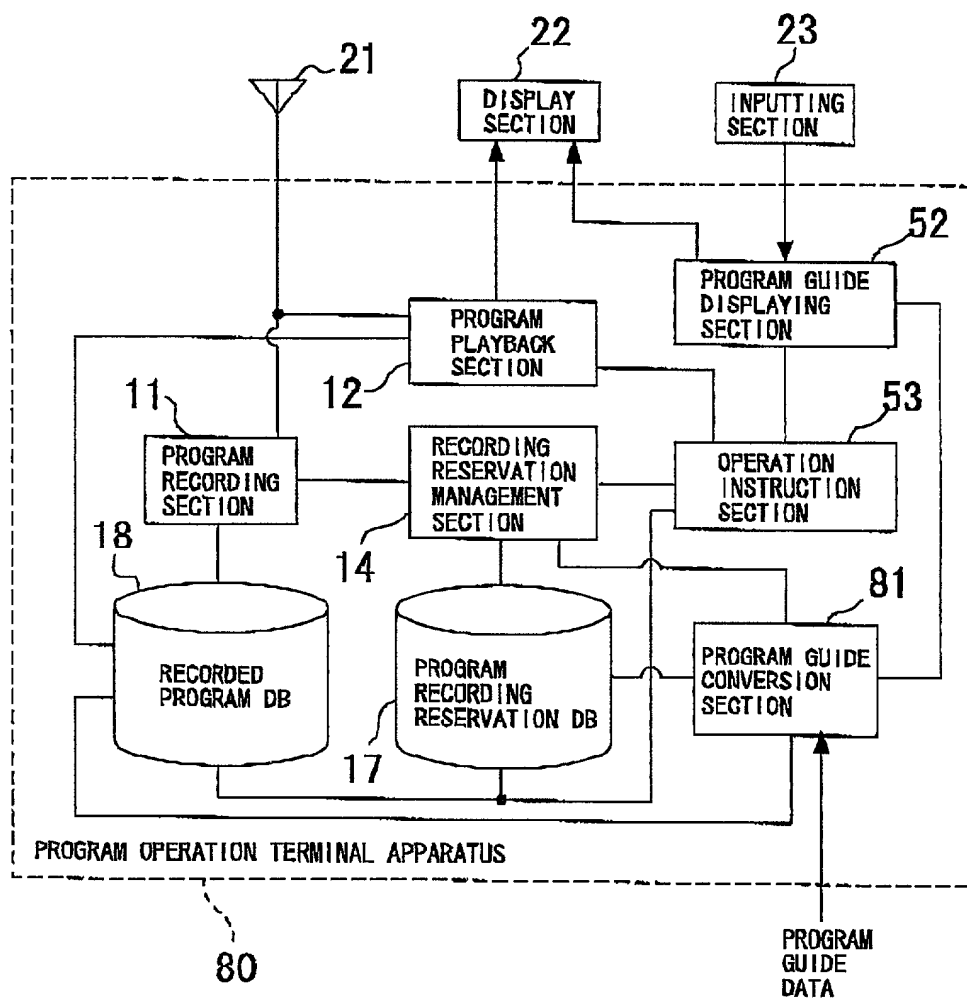 21
22
23
DISPLAY
SECTION
INPUTTING
SECTION
52
PROGRAM GUIDE
DISPLAYING
SECTION
PROGRAM
PLAYBACK
SECTION
12
11
53
PROGRAM
RECORDING
SECTION
RECORDING
RESERVATION
MANAGEMENT
SECTION
OPERATION
INSTRUCTION
SECTION
18
14
81
RECORDED
PROGRAM DB
PROGRAM
RECORDING
RESERVATION DB
PROGRAM GUIDE
CONVERSION
SECTION
17
PROGRAM OPERATION TERMINAL APPARATUS
80
PROGRAM
GUIDE
DATA